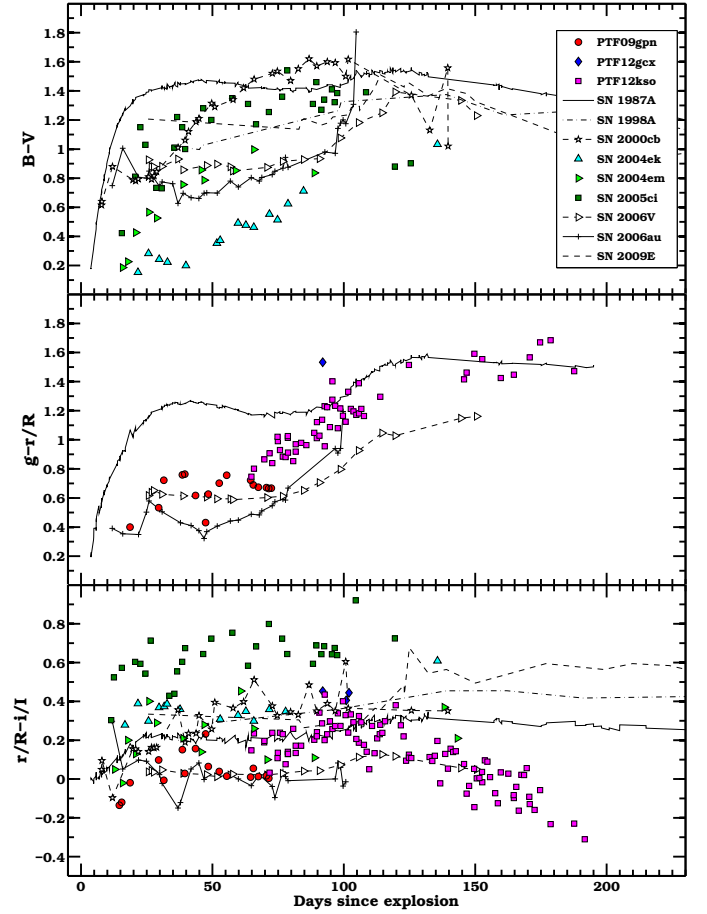 B-V
1.8
1.6
1.4
1.2
1
0.8
0.6
0.4
0.2
PTF09gpn
PTF12gcx
PTF12kso
SN 1987A
SN 1998A
SN 2000cb
SN 2004ek
SN 2004em
SN 2005ci
SN 2006V
SN 2006au
SN 2009E
g-r/R
1.8
1.6
1.4
1.2
1
0.8
0.6
0.4
0.2
r/R-i/I
0.8
0.6
0.4
0.2
0
−0.2
−0.4
0 50 100 150 200
Days since explosion